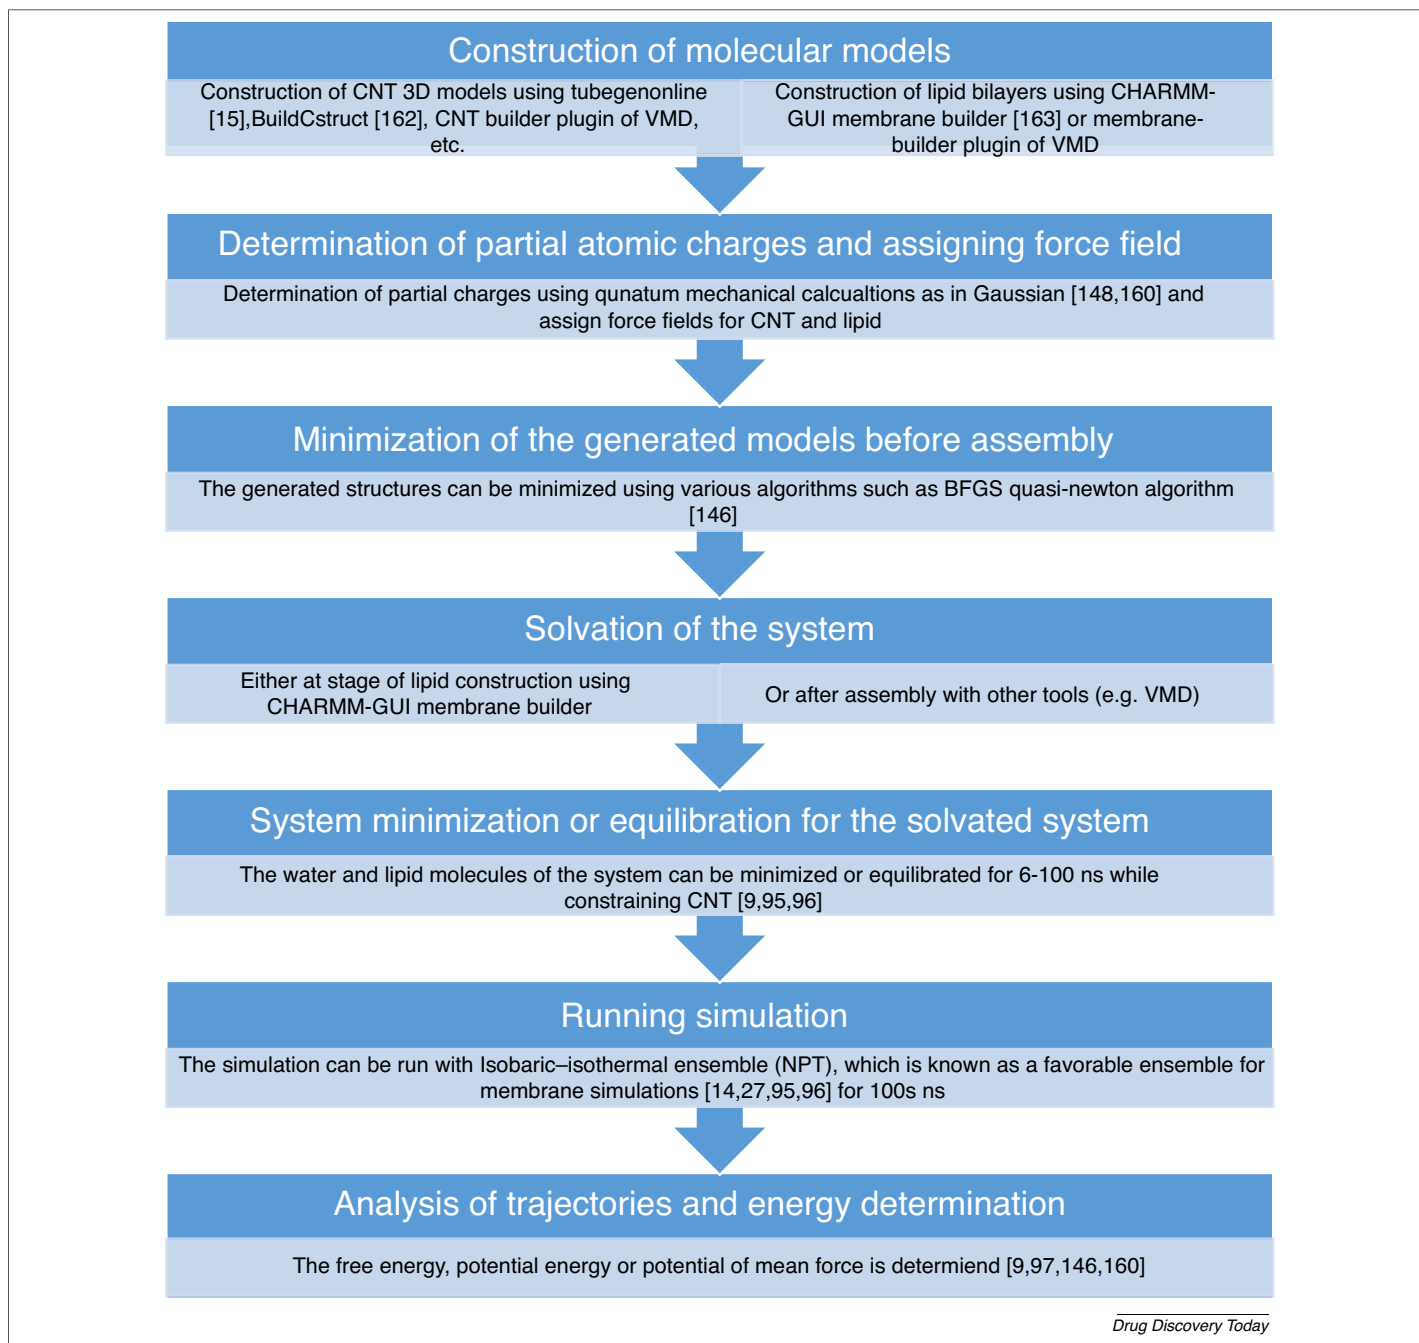 Construction of molecular models
Construction of CNT 3D models using tubegenonline
[15],BuildCstruct [162], CNT builder plugin of VMD,
etc.
Construction of lipid bilayers using CHARMM-
GUI membrane builder [163] or membrane-
builder plugin of VMD
Determination of partial atomic charges and assigning force field
Determination of partial charges using qunatum mechanical calcualtions as in Gaussian [148,160] and
assign force fields for CNT and lipid
Minimization of the generated models before assembly
The generated structures can be minimized using various algorithms such as BFGS quasi-newton algorithm
[146]
Solvation of the system
Either at stage of lipid construction using
CHARMM-GUI membrane builder
Or after assembly with other tools (e.g. VMD)
System minimization or equilibration for the solvated system
The water and lipid molecules of the system can be minimized or equilibrated for 6-100 ns while
constraining CNT [9,95,96]
Running simulation
The simulation can be run with Isobaric–isothermal ensemble (NPT), which is known as a favorable ensemble for
membrane simulations [14,27,95,96] for 100s ns
Analysis of trajectories and energy determination
The free energy, potential energy or potential of mean force is determiend [9,97,146,160]
Drug Discovery Today